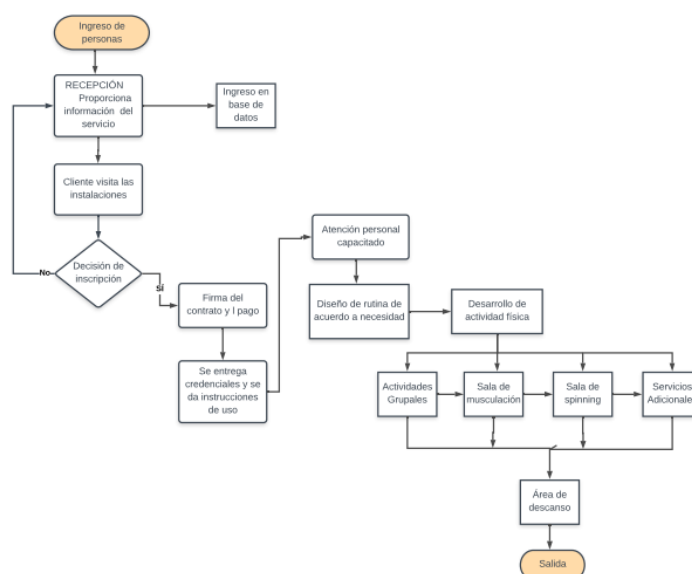 Ingreso de
personas
RECEPCIÓN
Proporciona
información del
servicio
Ingreso en
base de
datos
Cliente visita las
instalaciones
Decisión de
inscripción
No
SÍ
Firma del
contrato y l pago
Se entrega
credenciales y se
da instrucciones
de uso
Atención personal
capacitado
Diseño de rutina de
acuerdo a necesidad
Desarrollo de
actividad física
Actividades
Grupales
Sala de
musculación
Sala de
spinning
Servicios
Adicionale
Área de
descanso
Salida